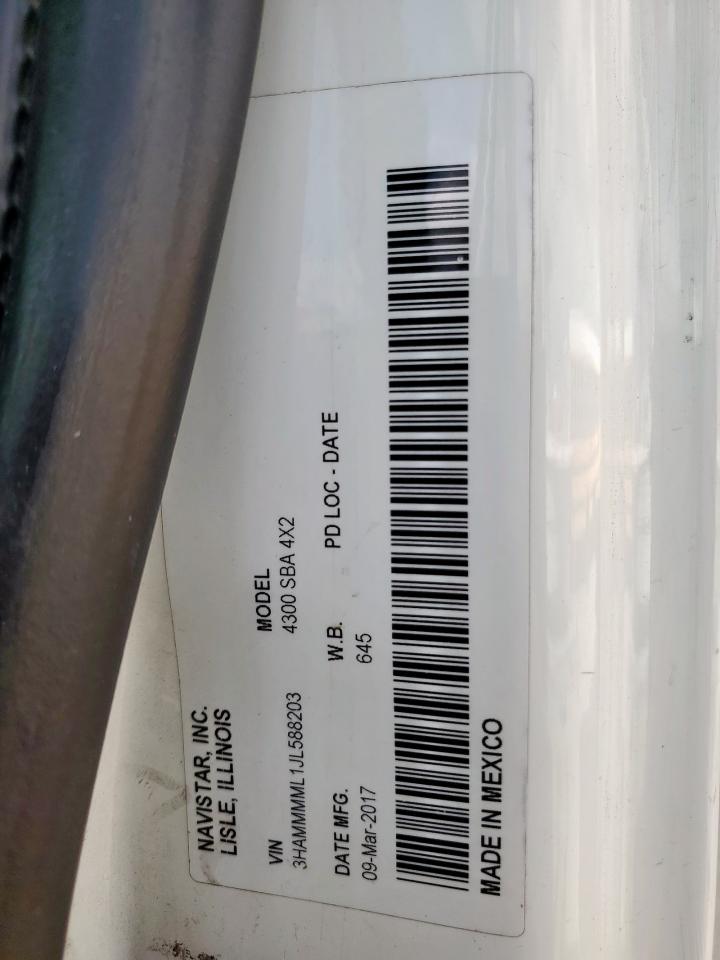 NAVISTAR, INC.
LISLE, ILLINOIS
VIN MODEL
3HAMMMML1JL588203 4300 SBA 4X2
DATE MFG. W.B. PD LOC - DATE
09-Mar-2017 645
MADE IN MEXICO